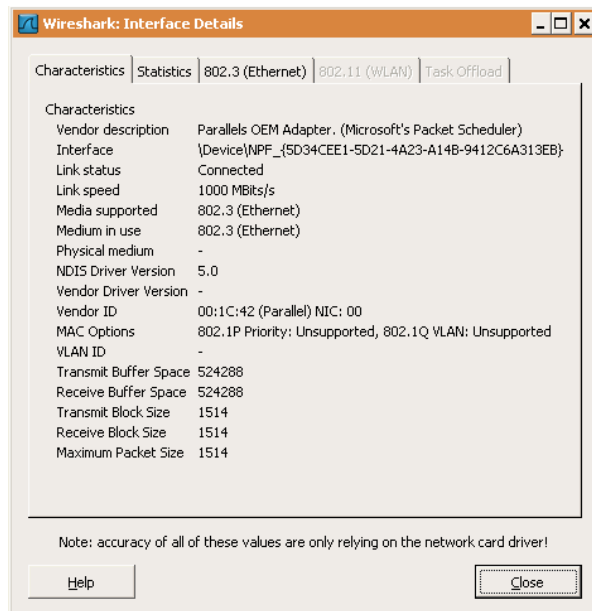 Wireshark: Interface Details
Characteristics Statistics 802.3 (Ethernet) 802.11 (WLAN) Task Offload
Characteristics
Vendor description Parallels OEM Adapter. (Microsoft's Packet Scheduler)
Interface \Device\NPF_{5D34CEE1-5D21-4A23-A14B-9412C6A313EB}
Link status Connected
Link speed 1000 MBits/s
Media supported 802.3 (Ethernet)
Medium in use 802.3 (Ethernet)
Physical medium -
NDIS Driver Version 5.0
Vendor Driver Version -
Vendor ID 00:1C:42 (Parallel) NIC: 00
MAC Options 802.1P Priority: Unsupported, 802.1Q VLAN: Unsupported
VLAN ID -
Transmit Buffer Space 524288
Receive Buffer Space 524288
Transmit Block Size 1514
Receive Block Size 1514
Maximum Packet Size 1514
Note: accuracy of all of these values are only relying on the network card driver!
Help Close